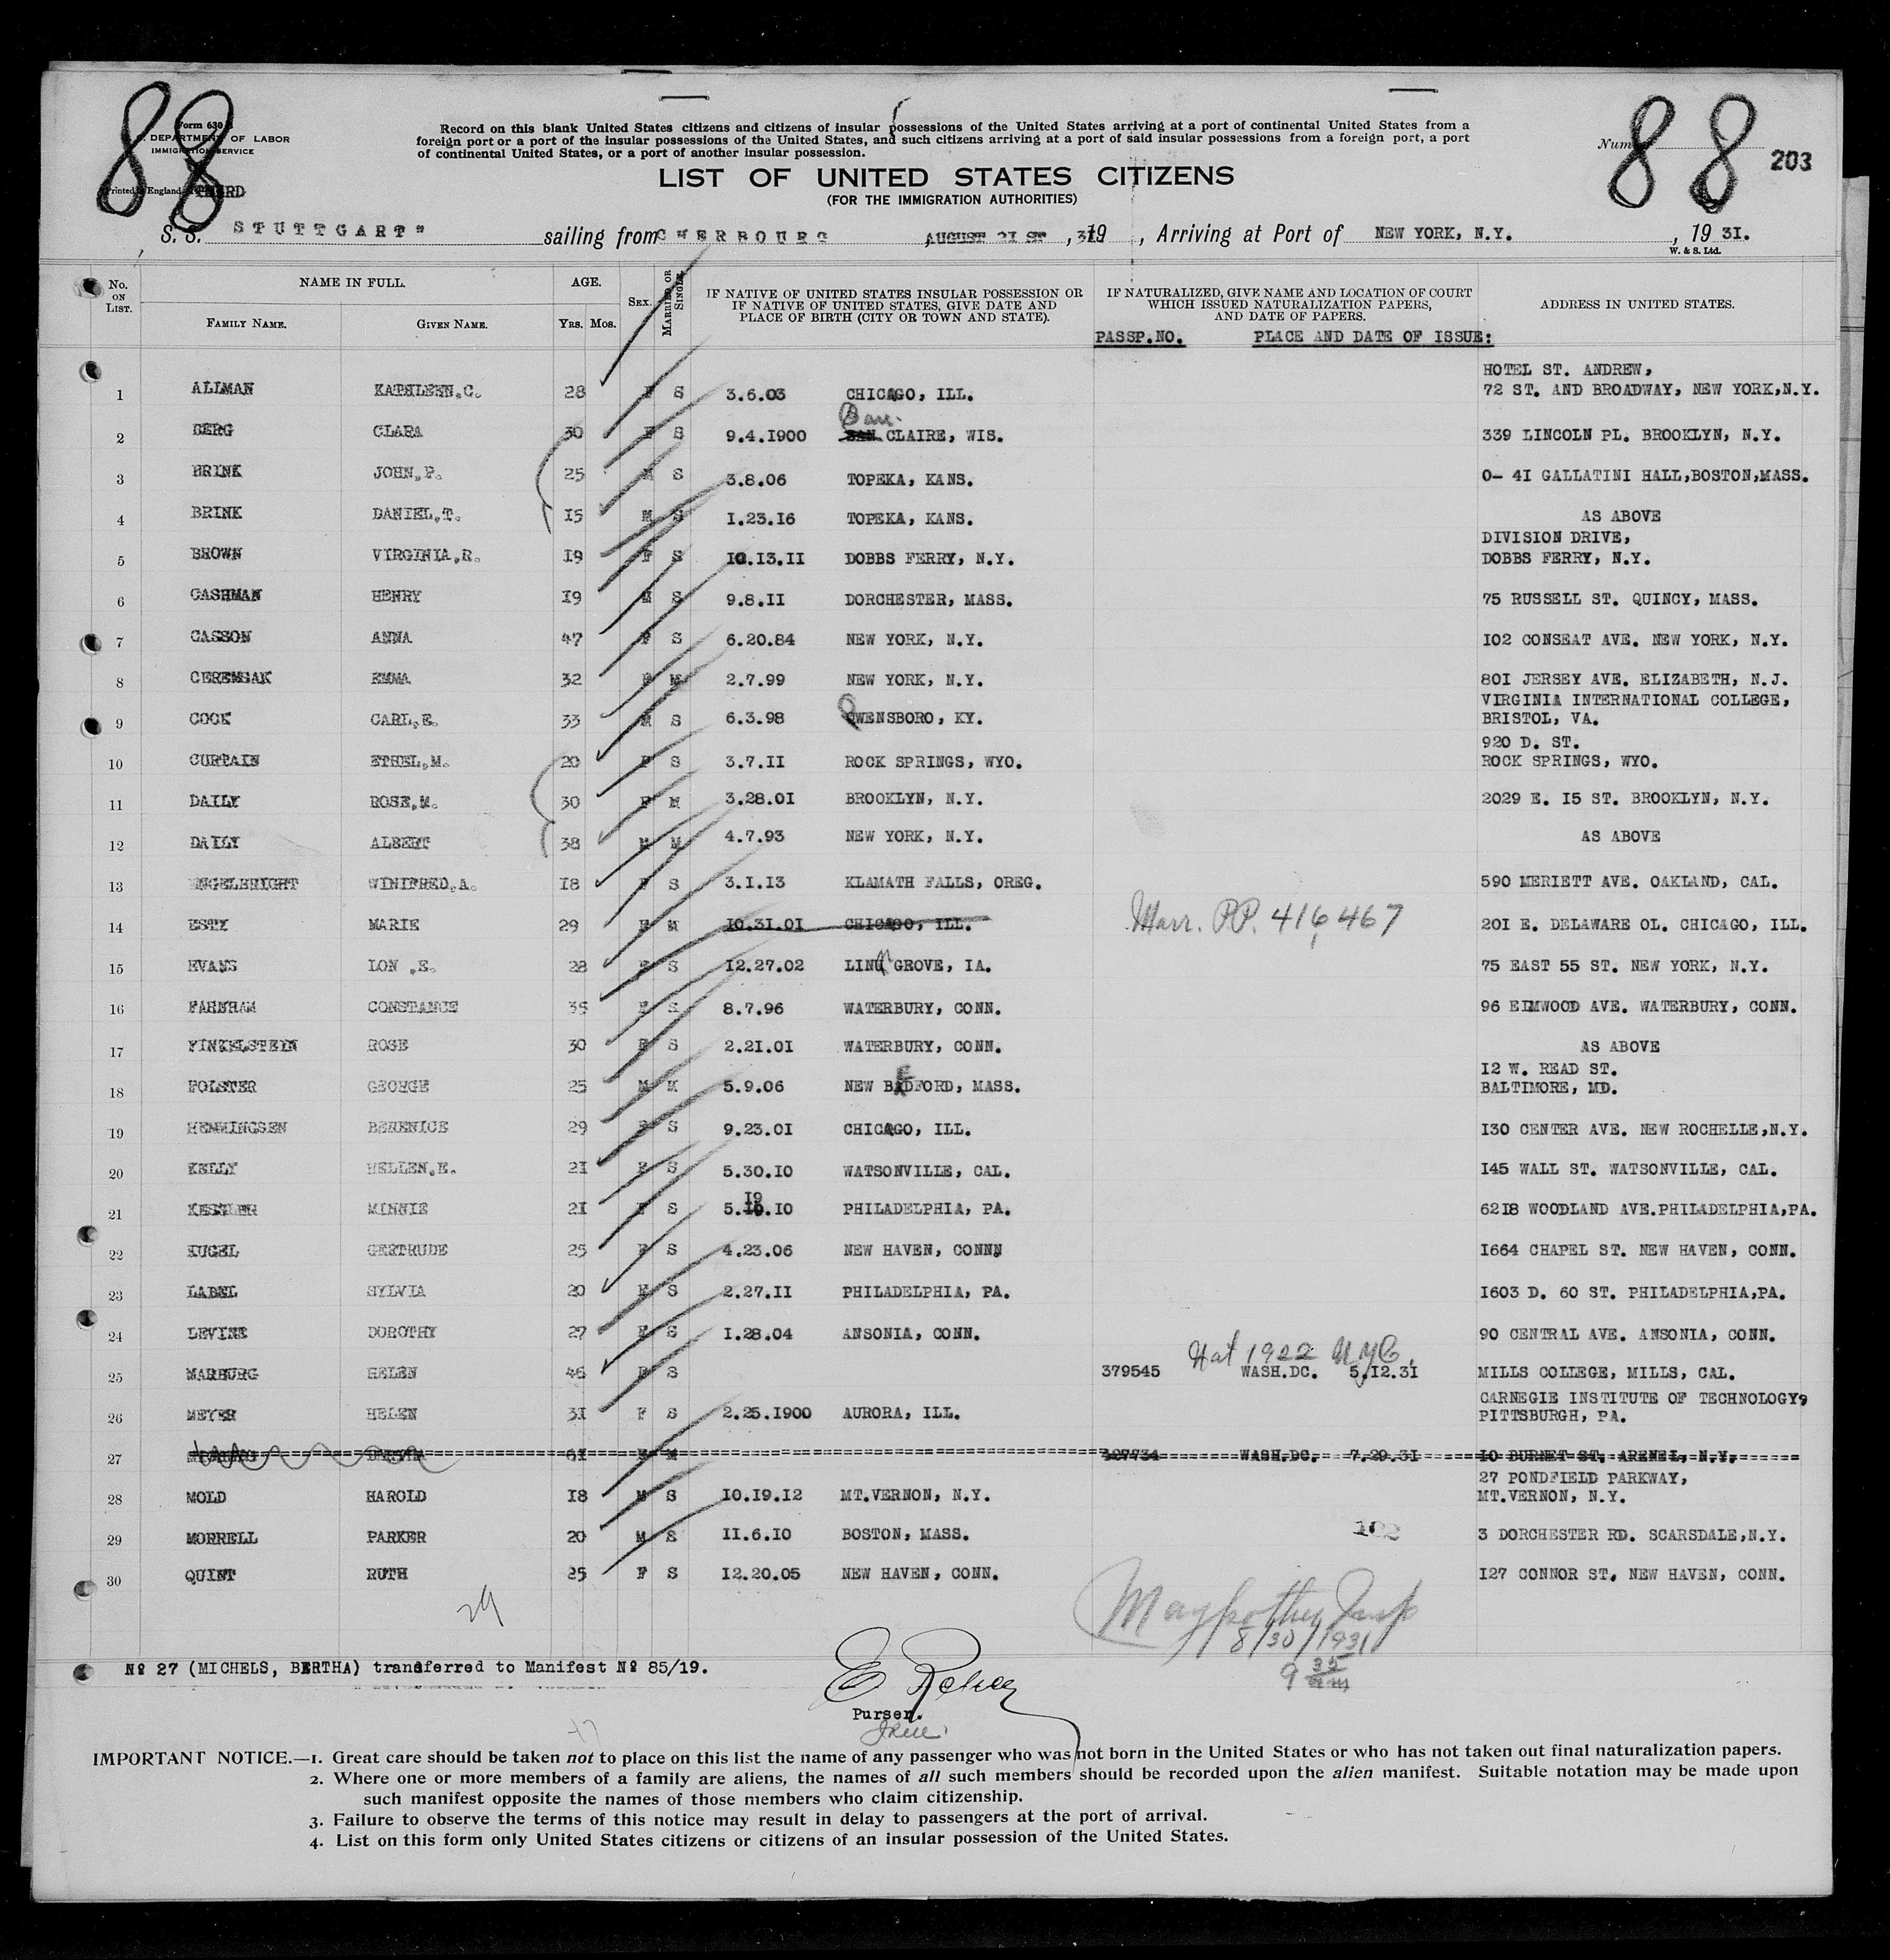 88
Form 630
DEPARTMENT OF LABOR
IMMIGRATION SERVICE
Printed in England
THIRD
Record on this blank United States citizens and citizens of insular possessions of the United States arriving at a port of continental United States from a
foreign port or a port of the insular possessions of the United States, and such citizens arriving at a port of said insular possessions from a foreign port, a port
of continental United States, or a port of another insular possession.
88
203
LIST OF UNITED STATES CITIZENS
(FOR THE IMMIGRATION AUTHORITIES)
S. S. STUTTGART" sailing from CHERBOURG AUGUST 21 ST , 19 31 , Arriving at Port of NEW YORK, N.Y. , 19 31.
W. & S. Ltd.
No. ON LIST. NAME IN FULL. AGE. SEX. MARRIED OR SINGLE. IF NATIVE OF UNITED STATES INSULAR POSSESSION OR IF NATIVE OF UNITED STATES, GIVE DATE AND PLACE OF BIRTH (CITY OR TOWN AND STATE). IF NATURALIZED, GIVE NAME AND LOCATION OF COURT WHICH ISSUED NATURALIZATION PAPERS, AND DATE OF PAPERS. ADDRESS IN UNITED STATES.
FAMILY NAME. GIVEN NAME. YRS. MOS.
PASSP.NO. PLACE AND DATE OF ISSUE:
HOTEL ST. ANDREW,
1 ALLMAN KATHLEEN,C. 28 F S 3.6.03 CHICAGO, ILL. 72 ST. AND BROADWAY, NEW YORK,N.Y.
2 BERG CLARA 30 F S 9.4.1900 CLAIRE, WIS. 339 LINCOLN PL. BROOKLYN, N.Y.
3 BRINK JOHN,P. 25 M S 3.8.06 TOPEKA, KANS. 0- 4I GALLATINI HALL,BOSTON,MASS.
4 BRINK DANIEL,T. 15 M S 1.23.16 TOPEKA, KANS. AS ABOVE
DIVISION DRIVE,
5 BROWN VIRGINIA,R. 19 F S 10.13.11 DOBBS FERRY, N.Y. DOBBS FERRY, N.Y.
6 CASHMAN HENRY 19 M S 9.8.11 DORCHESTER, MASS. 75 RUSSELL ST. QUINCY, MASS.
7 CASSON ANNA 47 F S 6.20.84 NEW YORK, N.Y. 102 CONSEAT AVE. NEW YORK, N.Y.
8 CEREMSAK EMMA 32 F M 2.7.99 NEW YORK, N.Y. 801 JERSEY AVE. ELIZABETH, N.J.
VIRGINIA INTERNATIONAL COLLEGE,
9 COOK CARL,E. 33 M S 6.3.98 OWENSBORO, KY. BRISTOL, VA.
920 D. ST.
10 CURTAIN ETHEL,M. 20 F S 3.7.11 ROCK SPRINGS, WYO. ROCK SPRINGS, WYO.
11 DAILY ROSE,M. 30 F M 3.28.01 BROOKLYN, N.Y. 2029 E. 15 ST. BROOKLYN, N.Y.
12 DAILY ALBERT 38 M M 4.7.93 NEW YORK, N.Y. AS ABOVE
13 ENGELBRIGHT WINIFRED,A. 18 F S 3.1.13 KLAMATH FALLS, OREG. 590 MERIETT AVE. OAKLAND, CAL.
14 ESTY MARIE 29 F M 10.31.01 CHICAGO, ILL. Marr. P.P. 416,467 201 E. DELAWARE OL. CHICAGO, ILL.
15 EVANS LON ,E. 28 S 12.27.02 LINN GROVE, IA. 75 EAST 55 ST. NEW YORK, N.Y.
16 FARNHAM CONSTANCE 35 F S 8.7.96 WATERBURY, CONN. 96 ELMWOOD AVE. WATERBURY, CONN.
17 FINKELSTEIN ROSE 30 F S 2.21.01 WATERBURY, CONN. AS ABOVE
12 W. READ ST.
18 FOLSTER GEORGE 25 M M 5.9.06 NEW BEDFORD, MASS. BALTIMORE, MD.
19 HEMMINGSEN BERENICE 29 F S 9.23.01 CHICAGO, ILL. 130 CENTER AVE. NEW ROCHELLE,N.Y.
20 KELLY HELLEN,E. 21 F S 5.30.10 WATSONVILLE, CAL. 145 WALL ST. WATSONVILLE, CAL.
21 KESSLER MINNIE 21 F S 5.19.10 PHILADELPHIA, PA. 6218 WOODLAND AVE.PHILADELPHIA,PA.
22 KUGEL GERTRUDE 25 F S 4.23.06 NEW HAVEN, CONNN 1664 CHAPEL ST. NEW HAVEN, CONN.
23 LABEL SYLVIA 20 F S 2.27.11 PHILADELPHIA, PA. 1603 D. 60 ST. PHILADELPHIA,PA.
24 LEVINE DOROTHY 27 F S 1.28.04 ANSONIA, CONN. 90 CENTRAL AVE. ANSONIA, CONN.
Nat 1922 N.Y.C.
25 MARBURG HELEN 46 F S 379545 WASH.DC. 5.12.31 MILLS COLLEGE, MILLS, CAL.
CARNEGIE INSTITUTE OF TECHNOLOGY,
26 MEYER HELEN 31 F S 2.25.1900 AURORA, ILL. PITTSBURGH, PA.
27 61 F M 427734 WASH.DC. 7.29.31 10 BURNET ST. ARENEL, N.Y.
27 PONDFIELD PARKWAY,
28 MOLD HAROLD 18 M S 10.19.12 MT.VERNON, N.Y. MT.VERNON, N.Y.
29 MORRELL PARKER 20 M S 11.6.10 BOSTON, MASS. 3 DORCHESTER RD. SCARSDALE,N.Y.
30 QUINT RUTH 25 F S 12.20.05 NEW HAVEN, CONN. 127 CONNOR ST. NEW HAVEN, CONN.
29
8/30/1931
9 35 am
Nº 27 (MICHELS, BERTHA) transferred to Manifest Nº 85/19.
Purser.
IMPORTANT NOTICE.—1. Great care should be taken not to place on this list the name of any passenger who was not born in the United States or who has not taken out final naturalization papers.
2. Where one or more members of a family are aliens, the names of all such members should be recorded upon the alien manifest. Suitable notation may be made upon
such manifest opposite the names of those members who claim citizenship.
3. Failure to observe the terms of this notice may result in delay to passengers at the port of arrival.
4. List on this form only United States citizens or citizens of an insular possession of the United States.